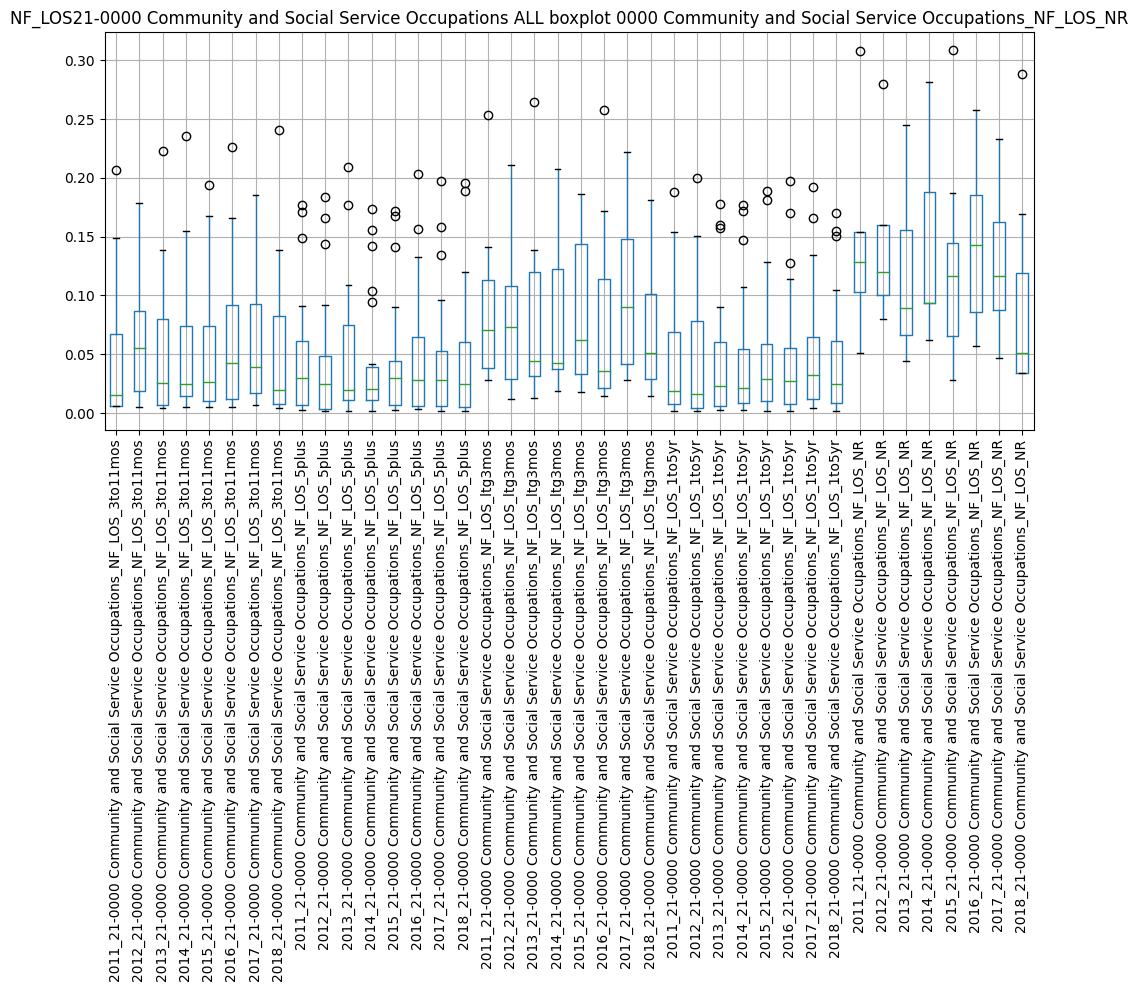 NF_LOS21-0000 Community and Social Service Occupations ALL boxplot 0000 Community and Social Service Occupations_NF_LOS_NR
0.30
0.25
0.20
0.15
0.10
0.05
0.00
2011_21-0000 Community and Social Service Occupations_NF_LOS_3to11mos
2012_21-0000 Community and Social Service Occupations_NF_LOS_3to11mos
2013_21-0000 Community and Social Service Occupations_NF_LOS_3to11mos
2014_21-0000 Community and Social Service Occupations_NF_LOS_3to11mos
2015_21-0000 Community and Social Service Occupations_NF_LOS_3to11mos
2016_21-0000 Community and Social Service Occupations_NF_LOS_3to11mos
2017_21-0000 Community and Social Service Occupations_NF_LOS_3to11mos
2018_21-0000 Community and Social Service Occupations_NF_LOS_3to11mos
2011_21-0000 Community and Social Service Occupations_NF_LOS_5plus
2012_21-0000 Community and Social Service Occupations_NF_LOS_5plus
2013_21-0000 Community and Social Service Occupations_NF_LOS_5plus
2014_21-0000 Community and Social Service Occupations_NF_LOS_5plus
2015_21-0000 Community and Social Service Occupations_NF_LOS_5plus
2016_21-0000 Community and Social Service Occupations_NF_LOS_5plus
2017_21-0000 Community and Social Service Occupations_NF_LOS_5plus
2018_21-0000 Community and Social Service Occupations_NF_LOS_5plus
2011_21-0000 Community and Social Service Occupations_NF_LOS_ltg3mos
2012_21-0000 Community and Social Service Occupations_NF_LOS_ltg3mos
2013_21-0000 Community and Social Service Occupations_NF_LOS_ltg3mos
2014_21-0000 Community and Social Service Occupations_NF_LOS_ltg3mos
2015_21-0000 Community and Social Service Occupations_NF_LOS_ltg3mos
2016_21-0000 Community and Social Service Occupations_NF_LOS_ltg3mos
2017_21-0000 Community and Social Service Occupations_NF_LOS_ltg3mos
2018_21-0000 Community and Social Service Occupations_NF_LOS_ltg3mos
2011_21-0000 Community and Social Service Occupations_NF_LOS_1to5yr
2012_21-0000 Community and Social Service Occupations_NF_LOS_1to5yr
2013_21-0000 Community and Social Service Occupations_NF_LOS_1to5yr
2014_21-0000 Community and Social Service Occupations_NF_LOS_1to5yr
2015_21-0000 Community and Social Service Occupations_NF_LOS_1to5yr
2016_21-0000 Community and Social Service Occupations_NF_LOS_1to5yr
2017_21-0000 Community and Social Service Occupations_NF_LOS_1to5yr
2018_21-0000 Community and Social Service Occupations_NF_LOS_1to5yr
2011_21-0000 Community and Social Service Occupations_NF_LOS_NR
2012_21-0000 Community and Social Service Occupations_NF_LOS_NR
2013_21-0000 Community and Social Service Occupations_NF_LOS_NR
2014_21-0000 Community and Social Service Occupations_NF_LOS_NR
2015_21-0000 Community and Social Service Occupations_NF_LOS_NR
2016_21-0000 Community and Social Service Occupations_NF_LOS_NR
2017_21-0000 Community and Social Service Occupations_NF_LOS_NR
2018_21-0000 Community and Social Service Occupations_NF_LOS_NR